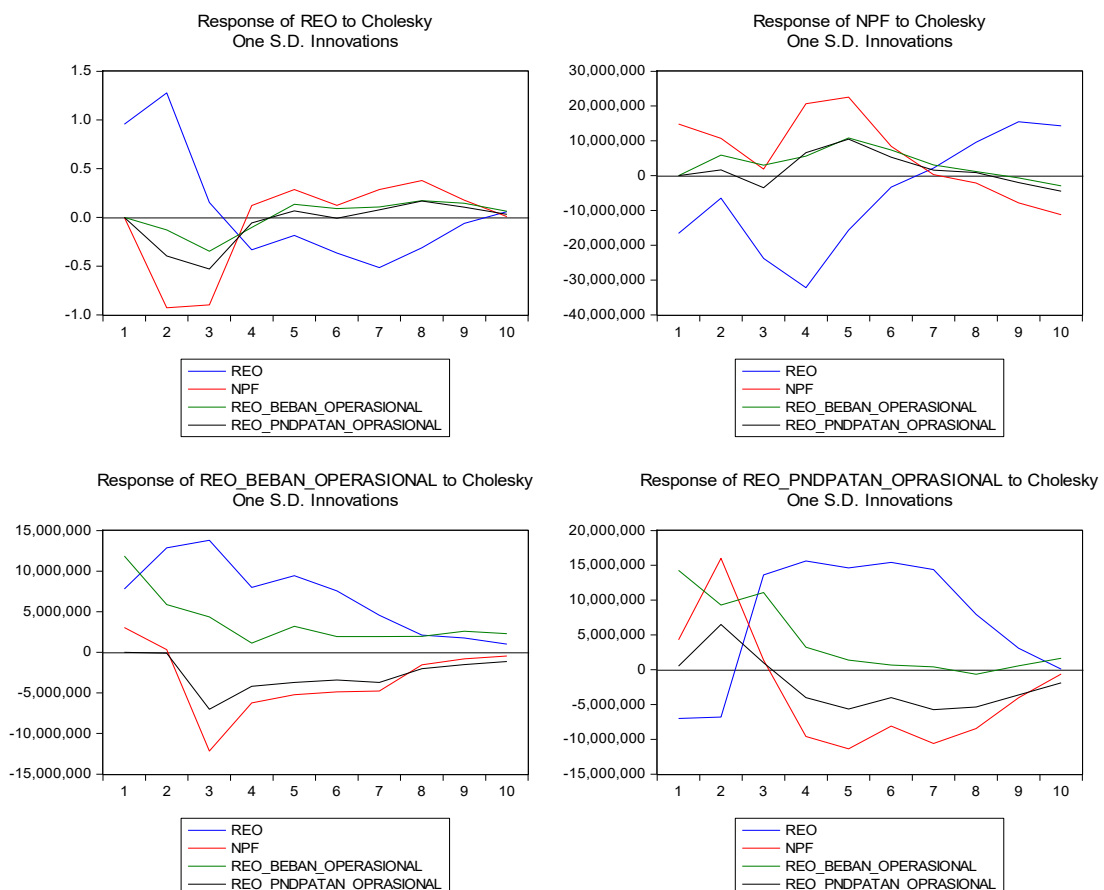 Response of REO to Cholesky
One S.D. Innovations
1.5
1.0
0.5
0.0
-0.5
-1.0
1 2 3 4 5 6 7 8 9 10
REO
NPF
REO_BEBAN_OPERASIONAL
REO_PNDPATAN_OPRASIONAL
Response of NPF to Cholesky
One S.D. Innovations
30,000,000
20,000,000
10,000,000
0
-10,000,000
-20,000,000
-30,000,000
-40,000,000
1 2 3 4 5 6 7 8 9 10
REO
NPF
REO_BEBAN_OPERASIONAL
REO_PNDPATAN_OPRASIONAL
Response of REO_BEBAN_OPERASIONAL to Cholesky
One S.D. Innovations
15,000,000
10,000,000
5,000,000
0
-5,000,000
-10,000,000
-15,000,000
1 2 3 4 5 6 7 8 9 10
REO
NPF
REO_BEBAN_OPERASIONAL
REO_PNDPATAN_OPRASIONAL
Response of REO_PNDPATAN_OPRASIONAL to Cholesky
One S.D. Innovations
20,000,000
15,000,000
10,000,000
5,000,000
0
-5,000,000
-10,000,000
-15,000,000
1 2 3 4 5 6 7 8 9 10
REO
NPF
REO_BEBAN_OPERASIONAL
REO_PNDPATAN_OPRASIONAL